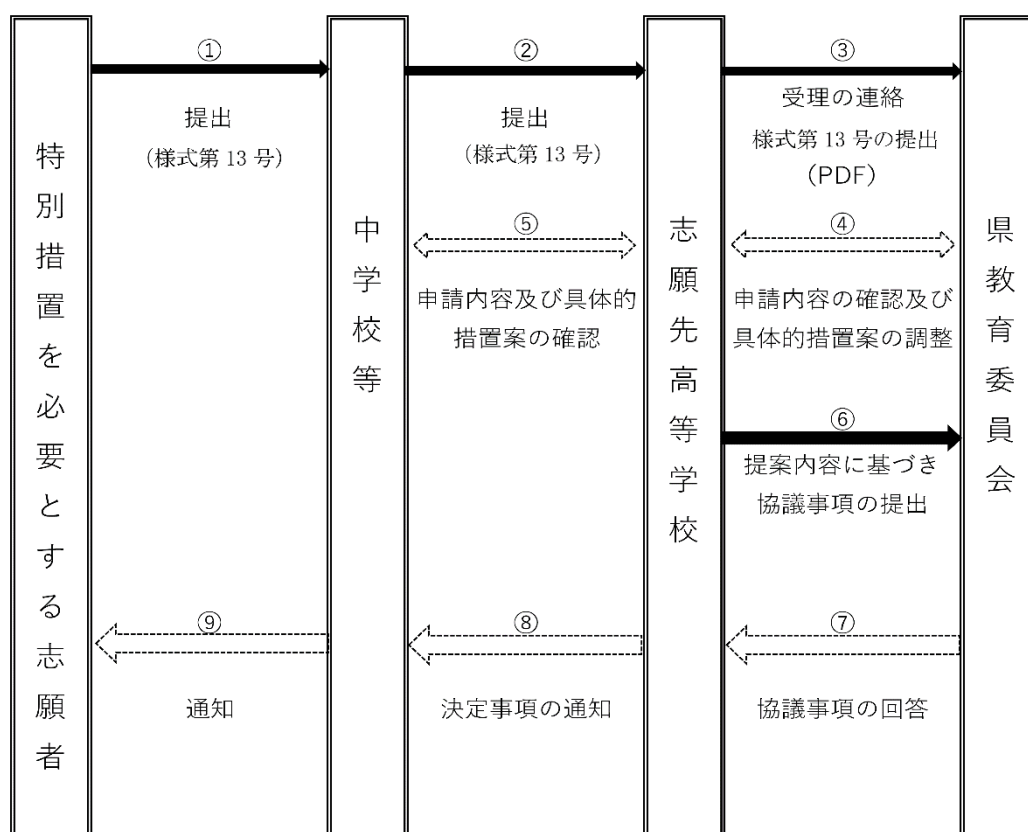 特別措置を必要とする志願者
中学校等
志願先高等学校
県教育委員会
①
提出
(様式第 13 号)
②
提出
(様式第 13 号)
③
受理の連絡
様式第 13 号の提出
(PDF)
④
申請内容の確認及び
具体的措置案の調整
⑤
申請内容及び具体的
措置案の確認
⑥
提案内容に基づき
協議事項の提出
⑦
協議事項の回答
⑧
決定事項の通知
⑨
通知